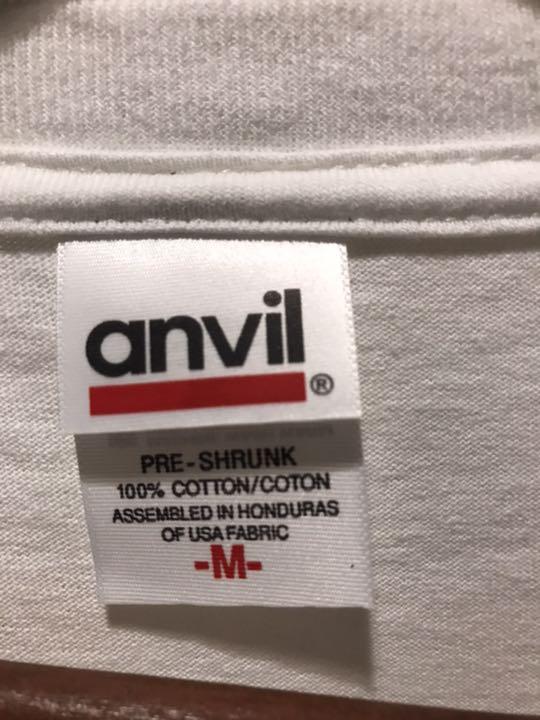 anvil®
PRE-SHRUNK
100% COTTON/COTON
ASSEMBLED IN HONDURAS
OF USA FABRIC
-M-